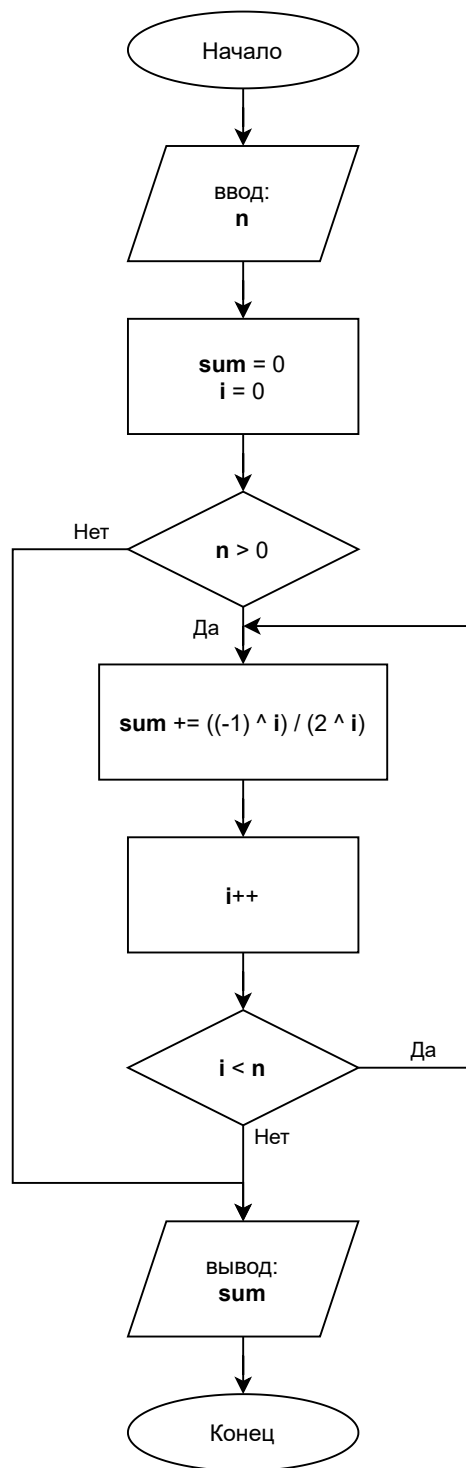 Начало
ввод:
n
sum = 0
i = 0
Нет
n > 0
Да
sum += ((-1) ^ i) / (2 ^ i)
i++
i < n
Да
Нет
вывод:
sum
Конец